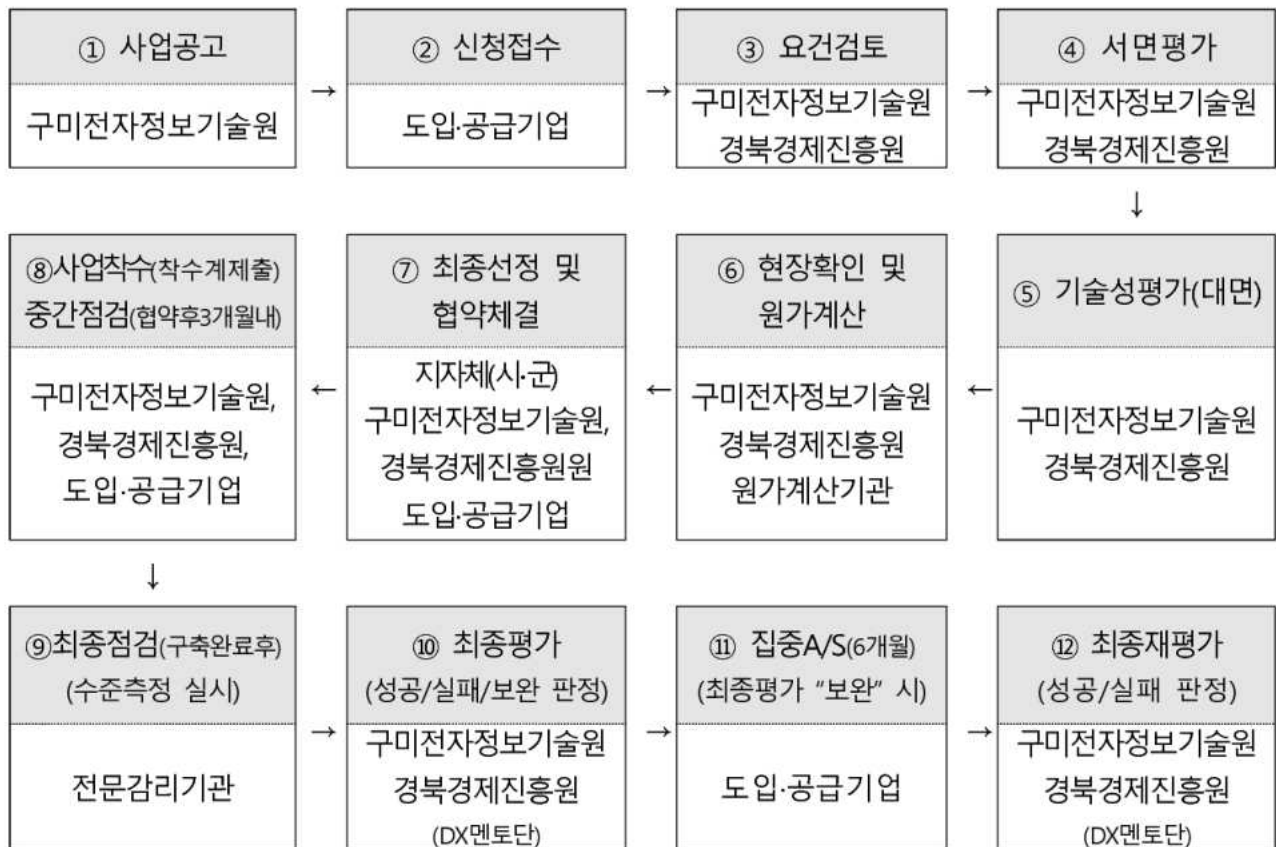 ① 사업공고
구미전자정보기술원
→
② 신청접수
도입·공급기업
→
③ 요건검토
구미전자정보기술원
경북경제진흥원
→
④ 서면평가
구미전자정보기술원
경북경제진흥원
↓
⑤ 기술성평가(대면)
구미전자정보기술원
경북경제진흥원
←
⑥ 현장확인 및
원가계산
구미전자정보기술원
경북경제진흥원
원가계산기관
←
⑦ 최종선정 및
협약체결
지자체(시·군)
구미전자정보기술원,
경북경제진흥원원
도입·공급기업
←
⑧사업착수(착수계제출)
중간점검(협약후3개월내)
구미전자정보기술원,
경북경제진흥원,
도입·공급기업
↓
⑨최종점검(구축완료후)
(수준측정 실시)
전문감리기관
→
⑩ 최종평가
(성공/실패/보완 판정)
구미전자정보기술원
경북경제진흥원
(DX멘토단)
→
⑪ 집중A/S(6개월)
(최종평가 “보완” 시)
도입·공급기업
→
⑫ 최종재평가
(성공/실패 판정)
구미전자정보기술원
경북경제진흥원
(DX멘토단)